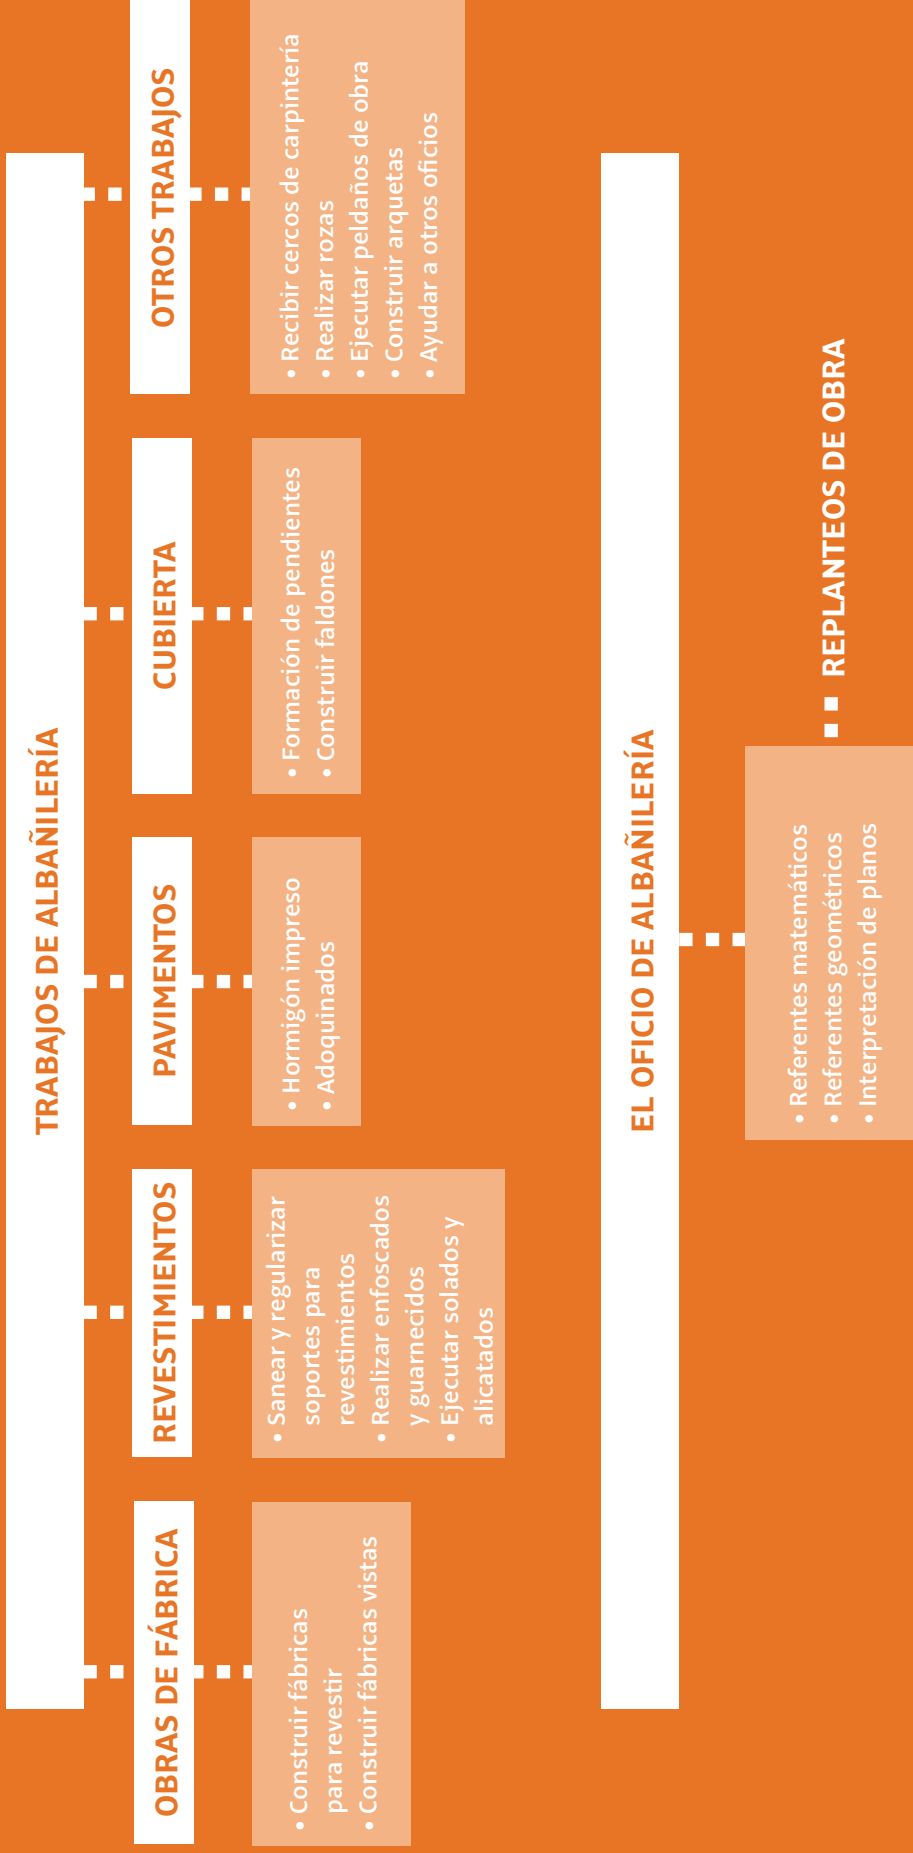 TRABAJOS DE ALBAÑILERÍA
OBRAS DE FÁBRICA
• Construir fábricas
para revestir
• Construir fábricas vistas
REVESTIMIENTOS
• Sanear y regularizar
soportes para
revestimientos
• Realizar enfoscados
y guarnecidos
• Ejecutar solados y
alicatados
PAVIMENTOS
• Hormigón impreso
• Adoquinados
CUBIERTA
• Formación de pendientes
• Construir faldones
OTROS TRABAJOS
• Recibir cercos de carpintería
• Realizar rozas
• Ejecutar peldaños de obra
• Construir arquetas
• Ayudar a otros oficios
EL OFICIO DE ALBAÑILERÍA
• Referentes matemáticos
• Referentes geométricos
• Interpretación de planos
REPLANTEOS DE OBRA